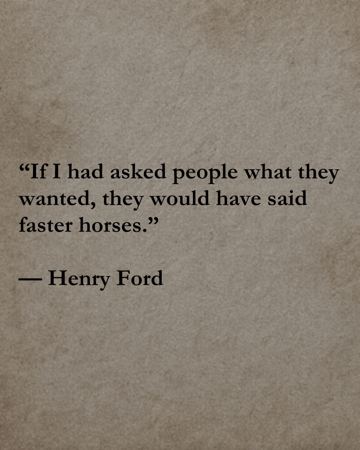 “If I had asked people what they
wanted, they would have said
faster horses.”
— Henry Ford